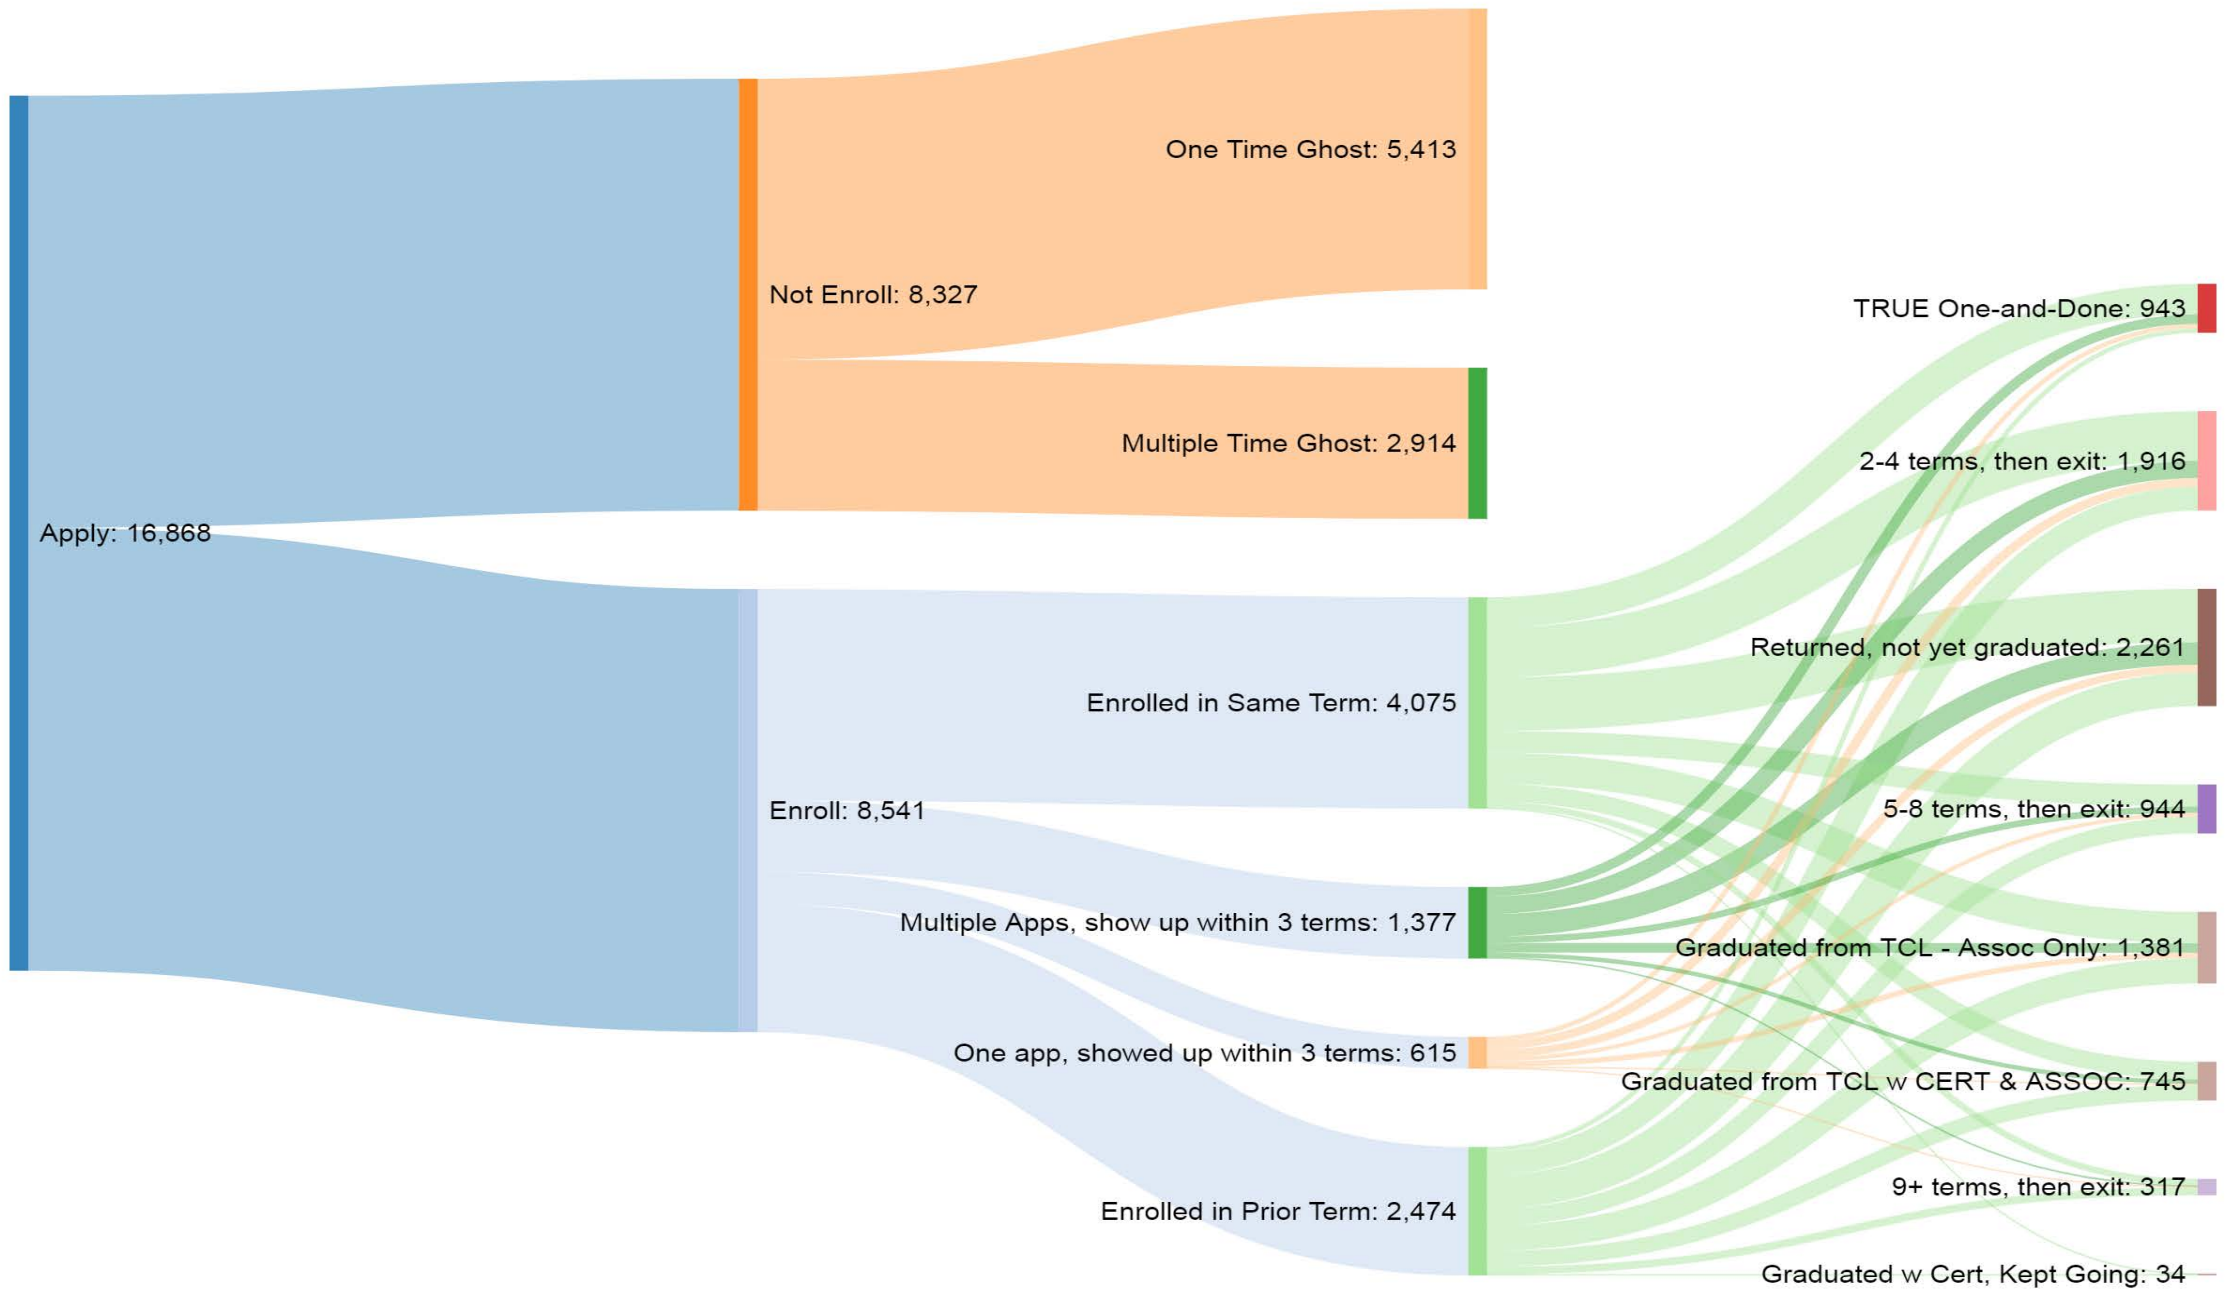 Apply: 16,868
Not Enroll: 8,327
Enroll: 8,541
One Time Ghost: 5,413
Multiple Time Ghost: 2,914
Enrolled in Same Term: 4,075
Multiple Apps, show up within 3 terms: 1,377
One app, showed up within 3 terms: 615
Enrolled in Prior Term: 2,474
TRUE One-and-Done: 943
2-4 terms, then exit: 1,916
Returned, not yet graduated: 2,261
5-8 terms, then exit: 944
Graduated from TCL - Assoc Only: 1,381
Graduated from TCL w CERT & ASSOC: 745
9+ terms, then exit: 317
Graduated w Cert, Kept Going: 34